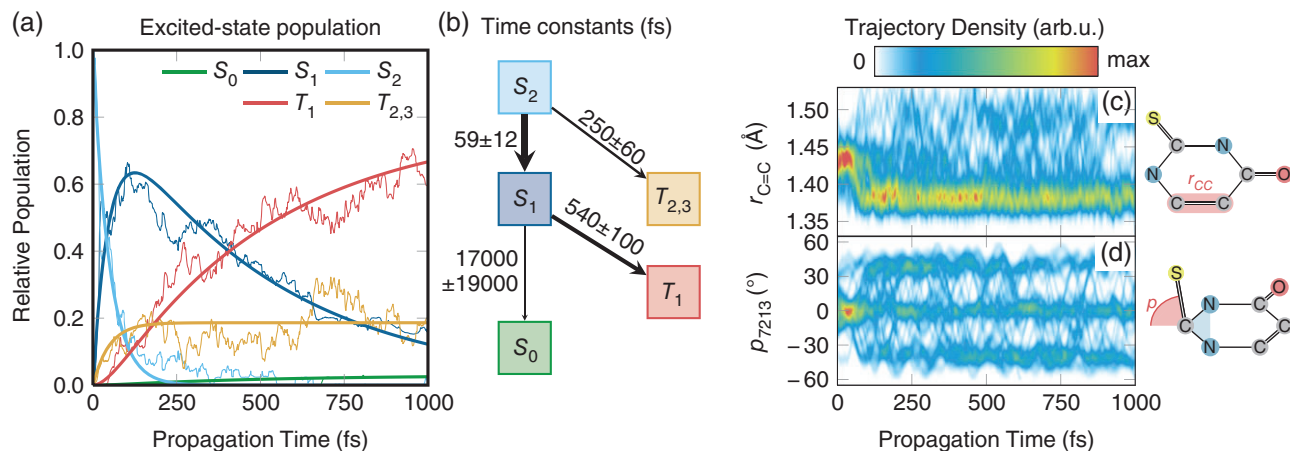 (a)
Excited-state population
S0
S1
S2
T1
T2,3
Relative Population
1.0
0.8
0.6
0.4
0.2
0.0
0
250
500
750
1000
Propagation Time (fs)
(b)
Time constants (fs)
S2
59±12
250±60
S1
T2,3
540±100
17000
±19000
T1
S0
Trajectory Density (arb.u.)
0
max
(c)
rC=C (Å)
1.50
1.45
1.40
1.35
S
C
N
N
C
O
rCC
C
C
(d)
p7213 (°)
60
30
0
−30
−60
0
250
500
750
1000
Propagation Time (fs)
S
O
p
N
C
C
C
N
C